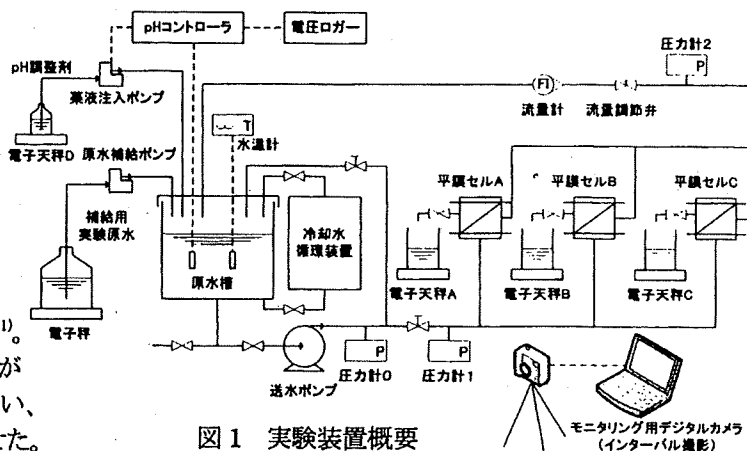 pHコントローラ
電圧ロガー
圧力計2
P
pH調整剤
薬液注入ポンプ
FI
流量計
流量調節弁
電子天秤D
原水補給ポンプ
T
水温計
平膜セルA
平膜セルB
平膜セルC
補給用
実験原水
冷却水
循環装置
原水槽
電子天秤A
電子天秤B
電子天秤C
電子秤
1)。
が
い、
た。
P
P
送水ポンプ
圧力計0
圧力計1
モニタリング用デジタルカメラ
(インターバル撮影)
図1 実験装置概要